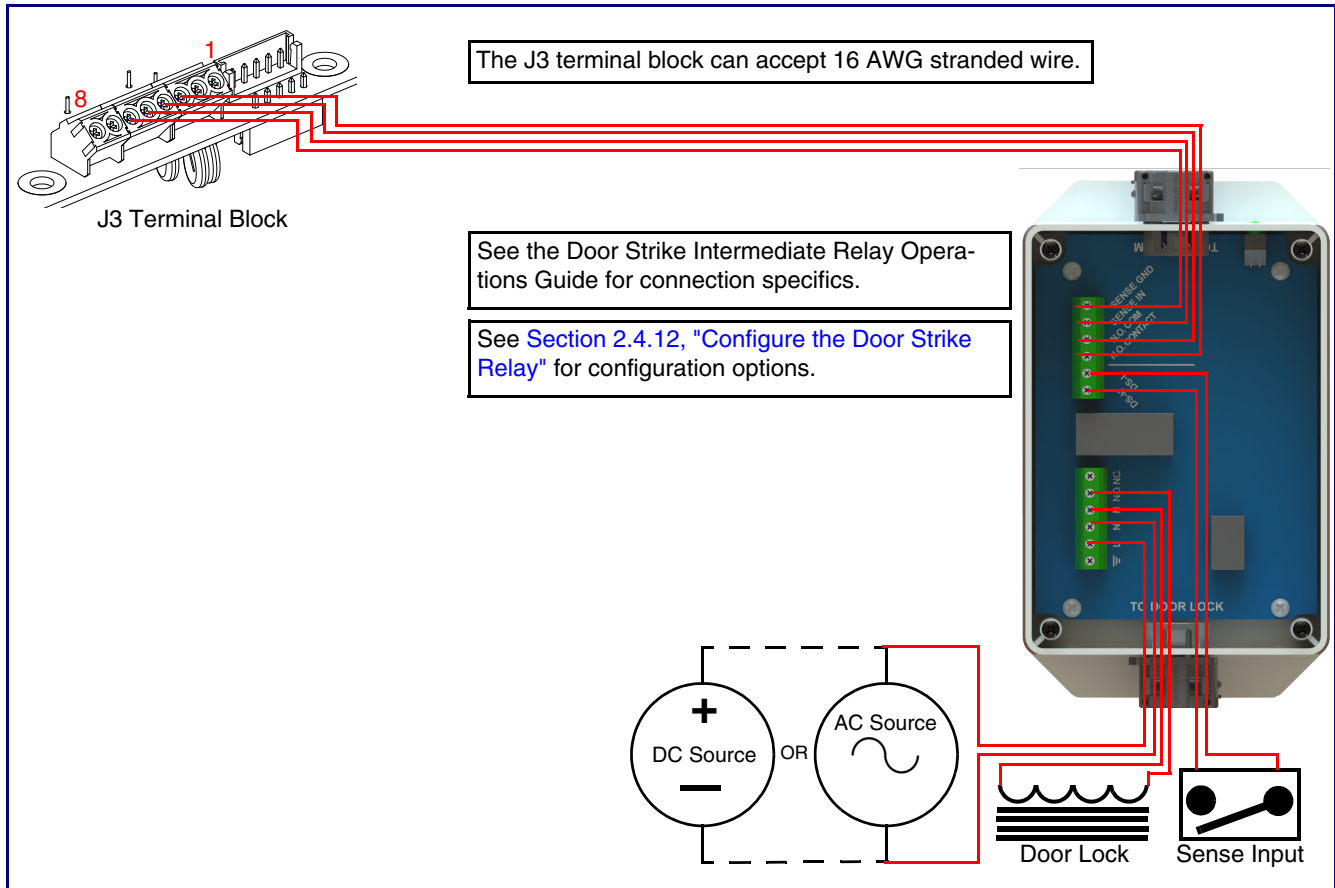 1
8
The J3 terminal block can accept 16 AWG stranded wire.
J3 Terminal Block
See the Door Strike Intermediate Relay Opera-
tions Guide for connection specifics.
See Section 2.4.12, "Configure the Door Strike
Relay" for configuration options.
SENSE GND
SENSE IN
N.O. COM
N.O. CONTACT
N.C.
N.O.
N
N
L
TO DOOR LOCK
+
DC Source
—
OR
AC Source
Door Lock
Sense Input